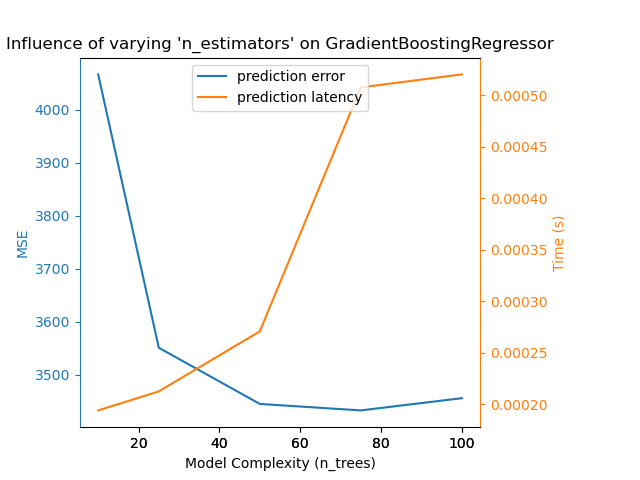 Influence of varying 'n_estimators' on GradientBoostingRegressor
prediction error
prediction latency
4000
3900
3800
3700
3600
3500
MSE
0.00050
0.00045
0.00040
0.00035
0.00030
0.00025
0.00020
Time (s)
20 40 60 80 100
Model Complexity (n_trees)